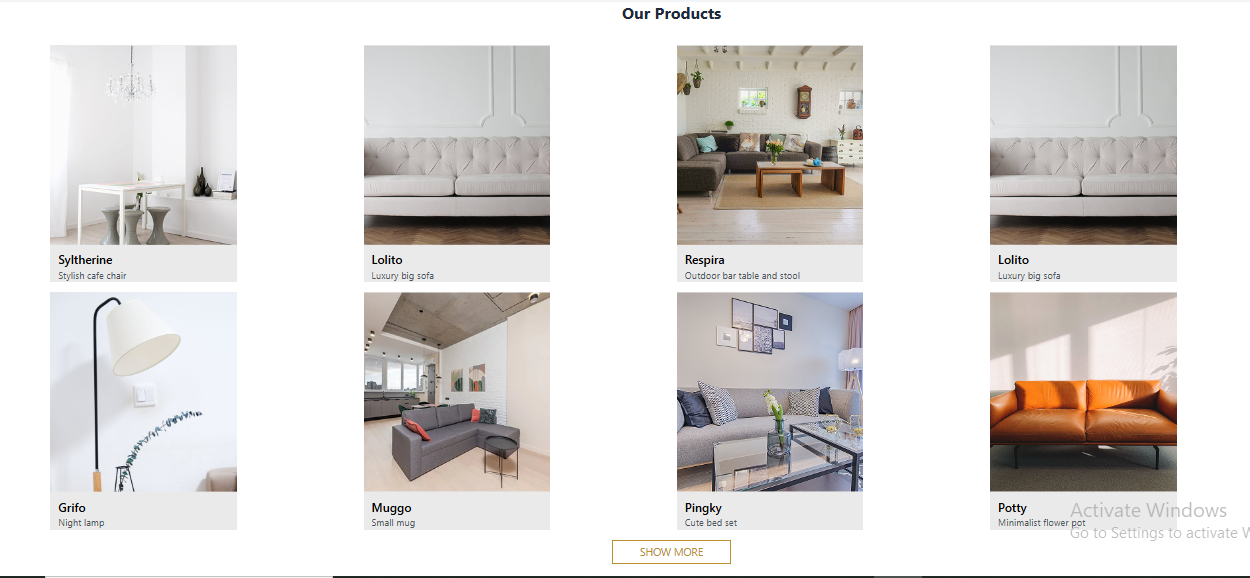 Our Products
Syltherine
Stylish cafe chair
Lolito
Luxury big sofa
Respira
Outdoor bar table and stool
Lolito
Luxury big sofa
Grifo
Night lamp
Muggo
Small mug
Pingky
Cute bed set
Potty
Minimalist flower pot
Activate Windows
Go to Settings to activate W
SHOW MORE